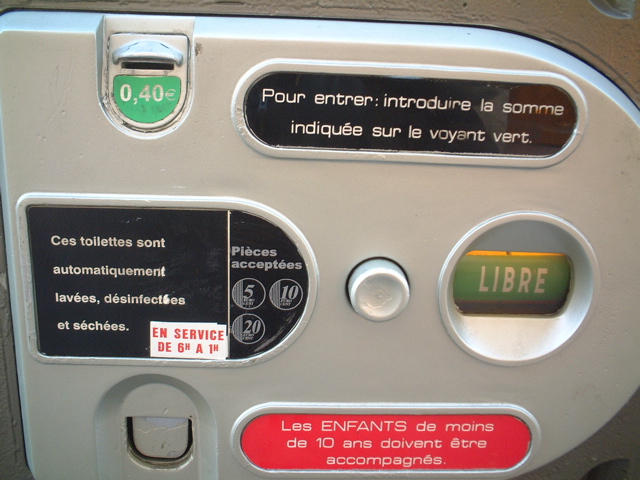 0,40€
Pour entrer: introduire la somme
indiquée sur le voyant vert.
Ces toilettes sont
automatiquement
lavées, désinfectées
et séchées.
Pièces
acceptées
5 10
20
EN SERVICE
DE 6H A 1H
LIBRE
Les ENFANTS de moins
de 10 ans doivent être
accompagnés.